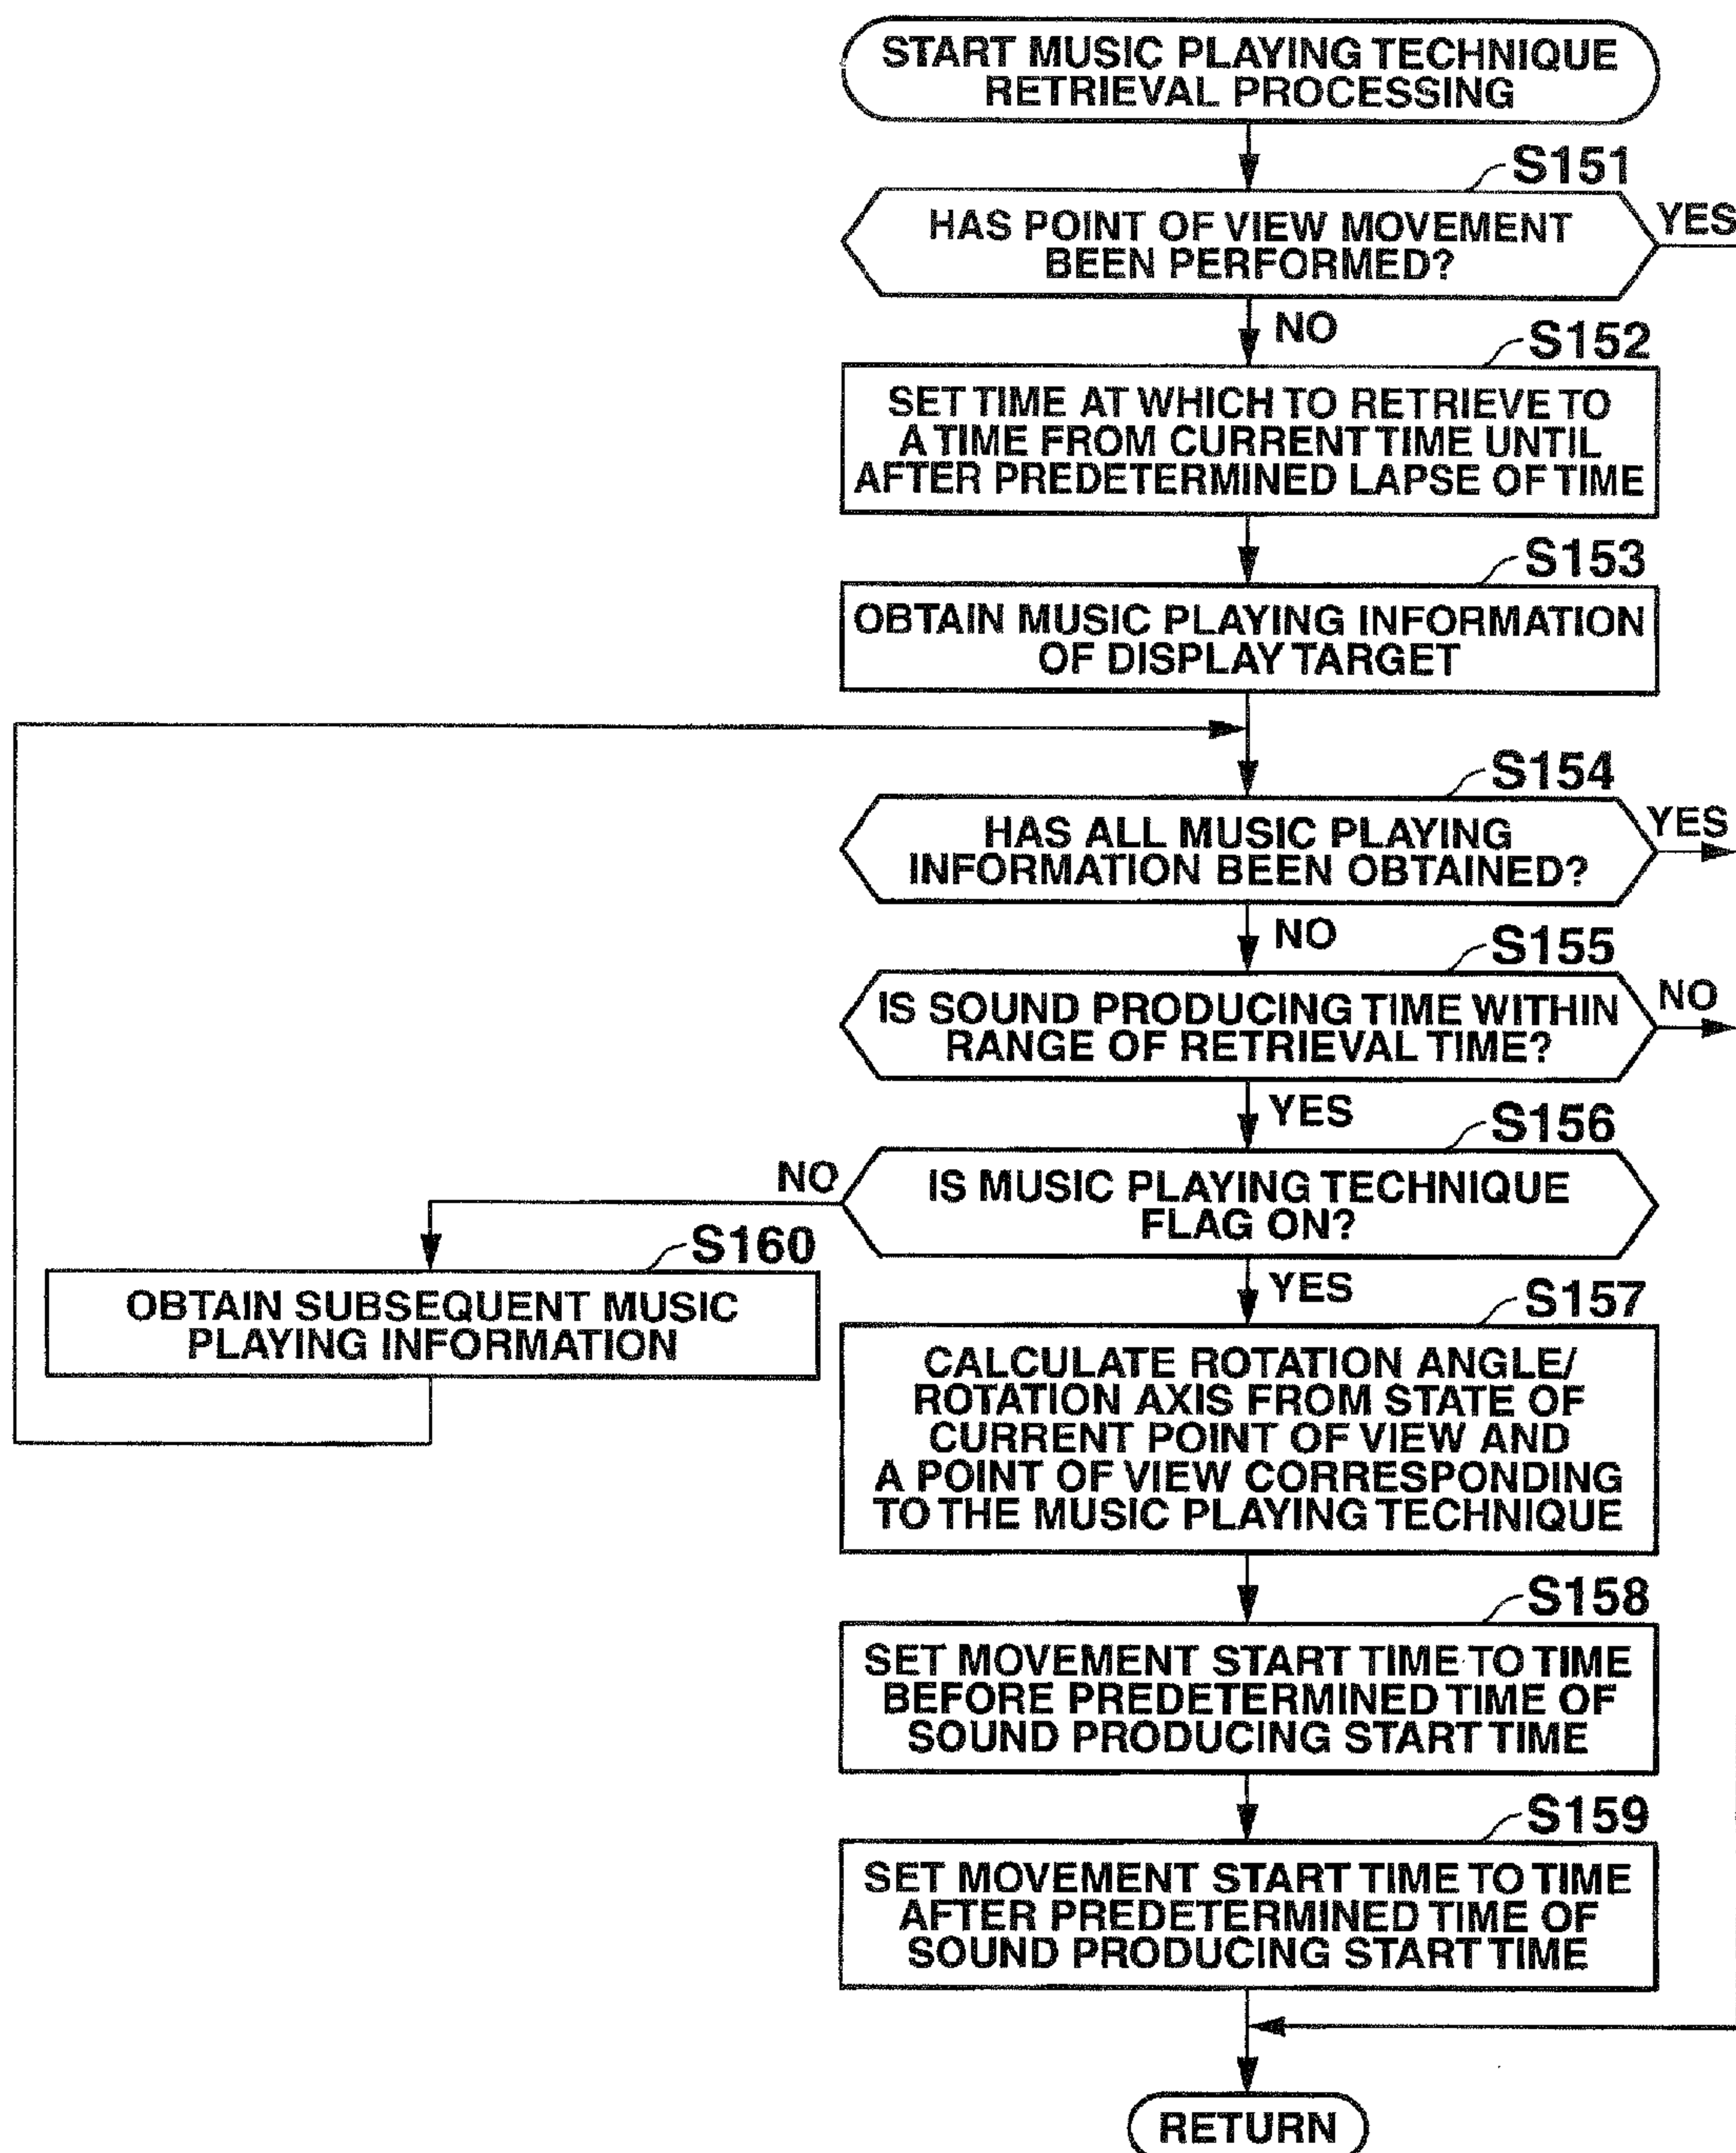 START MUSIC PLAYING TECHNIQUE
RETRIEVAL PROCESSING
S151
HAS POINT OF VIEW MOVEMENT
BEEN PERFORMED?
YES
NO
S152
SET TIME AT WHICH TO RETRIEVE TO
A TIME FROM CURRENT TIME UNTIL
AFTER PREDETERMINED LAPSE OF TIME
S153
OBTAIN MUSIC PLAYING INFORMATION
OF DISPLAY TARGET
S154
HAS ALL MUSIC PLAYING
INFORMATION BEEN OBTAINED?
YES
NO
S155
IS SOUND PRODUCING TIME WITHIN
RANGE OF RETRIEVAL TIME?
NO
YES
S156
IS MUSIC PLAYING TECHNIQUE
FLAG ON?
NO
YES
S160
OBTAIN SUBSEQUENT MUSIC
PLAYING INFORMATION
S157
CALCULATE ROTATION ANGLE/
ROTATION AXIS FROM STATE OF
CURRENT POINT OF VIEW AND
A POINT OF VIEW CORRESPONDING
TO THE MUSIC PLAYING TECHNIQUE
S158
SET MOVEMENT START TIME TO TIME
BEFORE PREDETERMINED TIME OF
SOUND PRODUCING START TIME
S159
SET MOVEMENT START TIME TO TIME
AFTER PREDETERMINED TIME OF
SOUND PRODUCING START TIME
RETURN